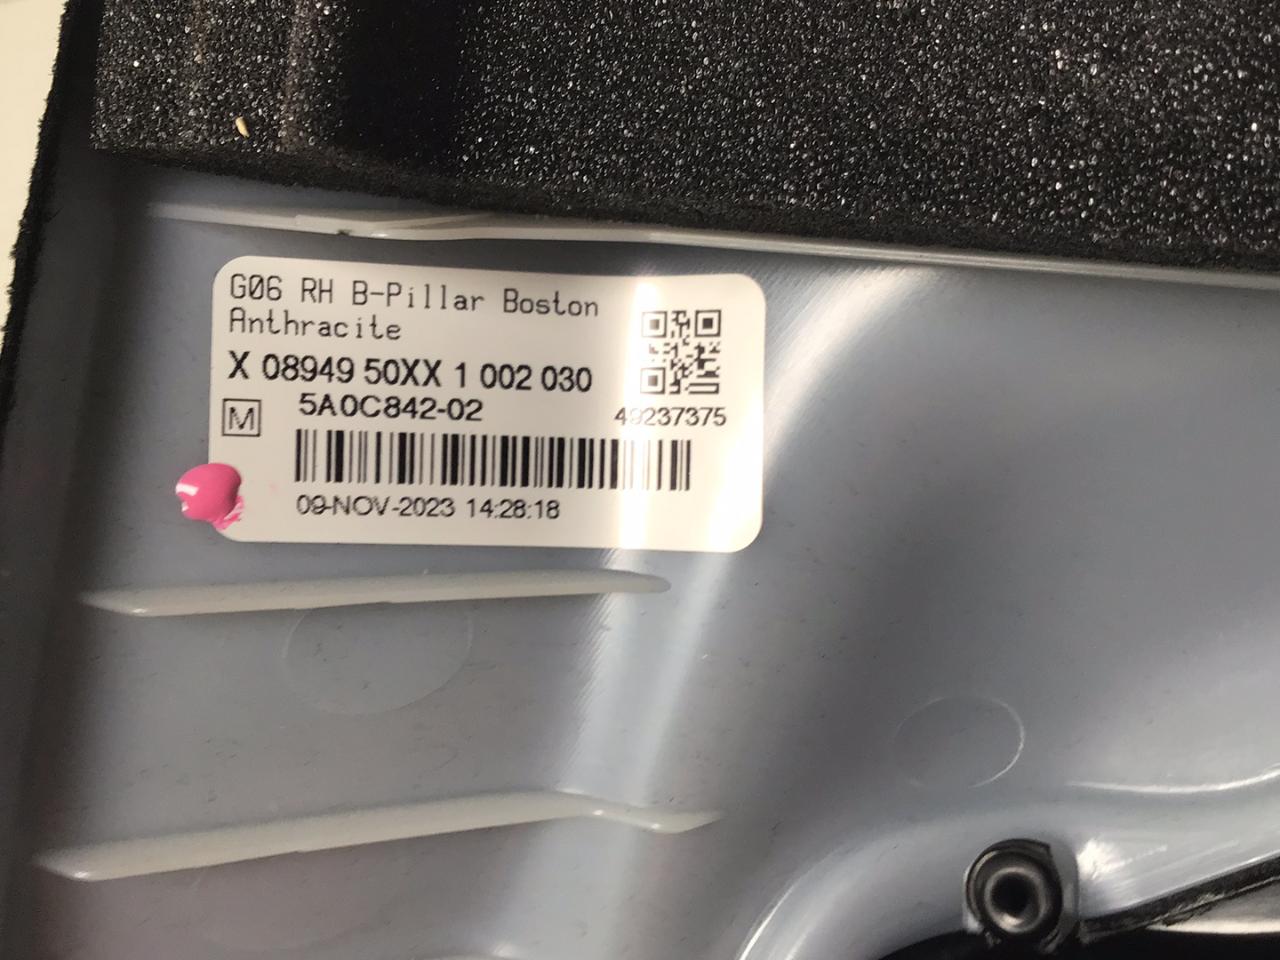 G06 RH B-Pillar Boston
Anthracite
X 08949 50XX 1 002 030
M 5A0C842-02
49237375
09-NOV-2023 14:28:18